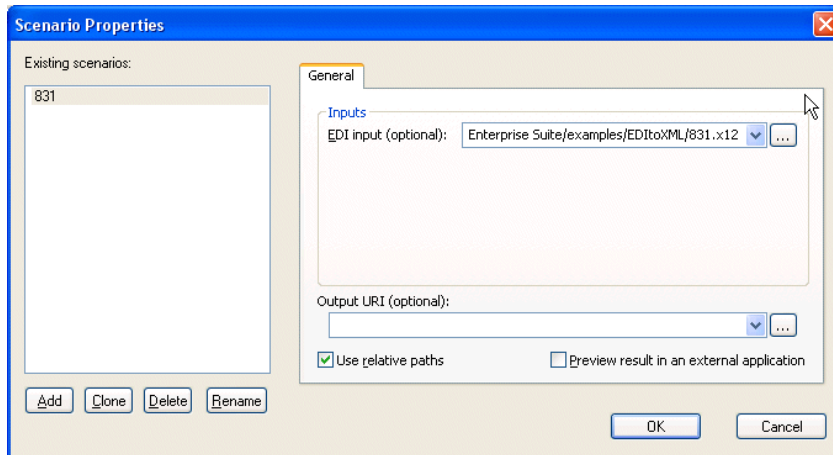 Scenario Properties
Existing scenarios:
831
General
Inputs
EDI input (optional):
Enterprise Suite/examples/EDItoXML/831.x12
...
Output URI (optional):
...
Use relative paths
Preview result in an external application
Add
Clone
Delete
Rename
OK
Cancel